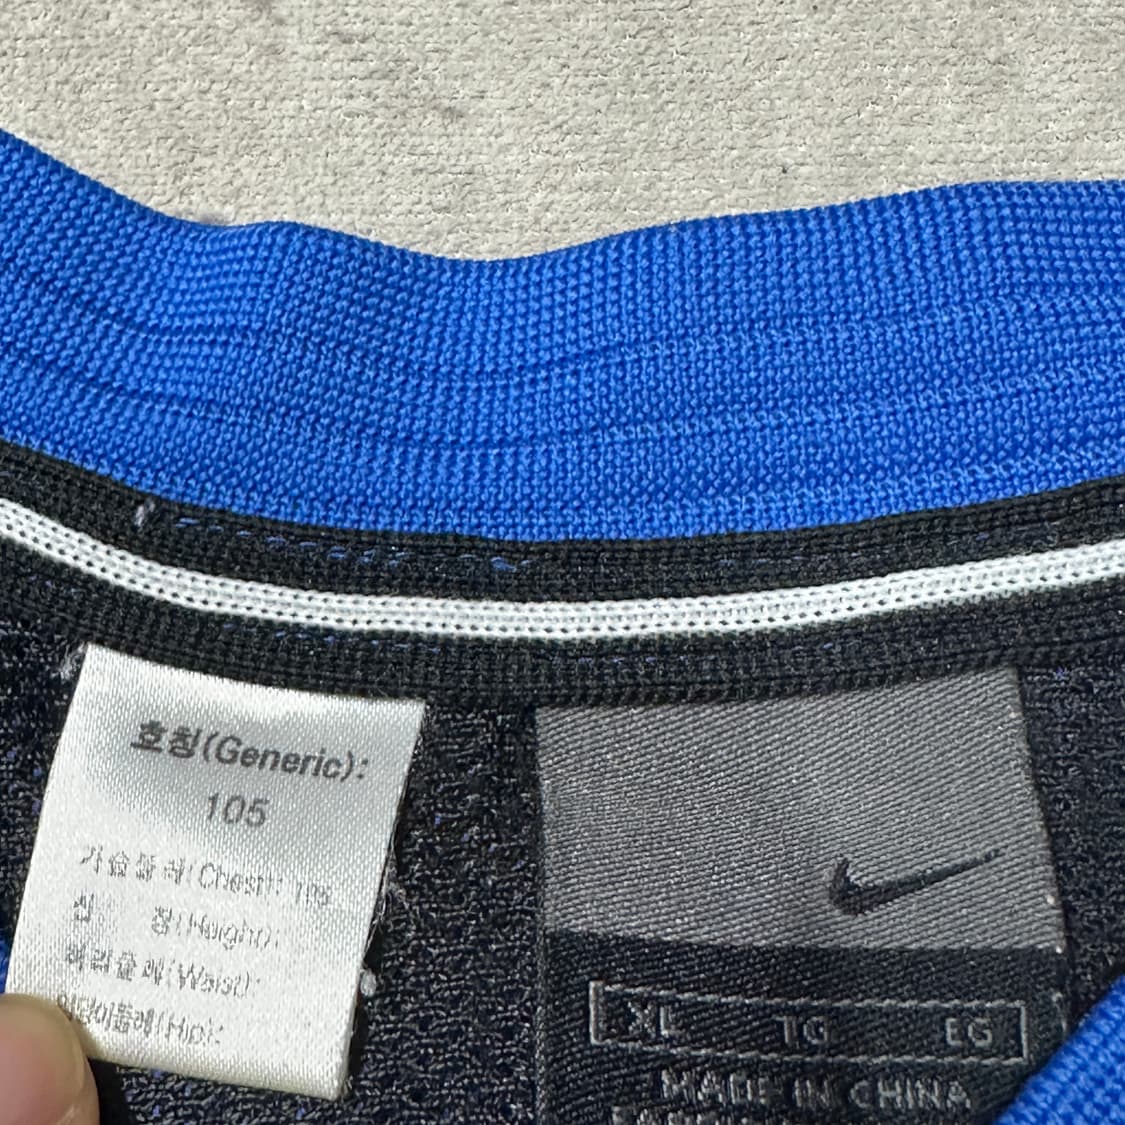 호칭(Generic):
105
가슴둘레(Chest): 105
신 장(Height):
허리둘레(Waist):
엉덩이둘레(Hip):
XL TG EG
MADE IN CHINA